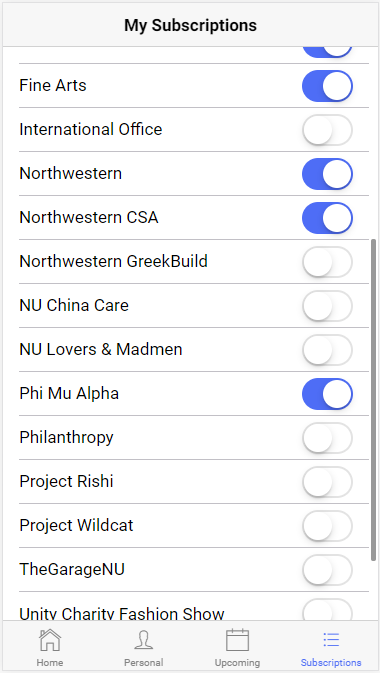 My Subscriptions
Fine Arts
International Office
Northwestern
Northwestern CSA
Northwestern GreekBuild
NU China Care
NU Lovers & Madmen
Phi Mu Alpha
Philanthropy
Project Rishi
Project Wildcat
TheGarageNU
Unity Charity Fashion Show
Home Personal Upcoming Subscriptions